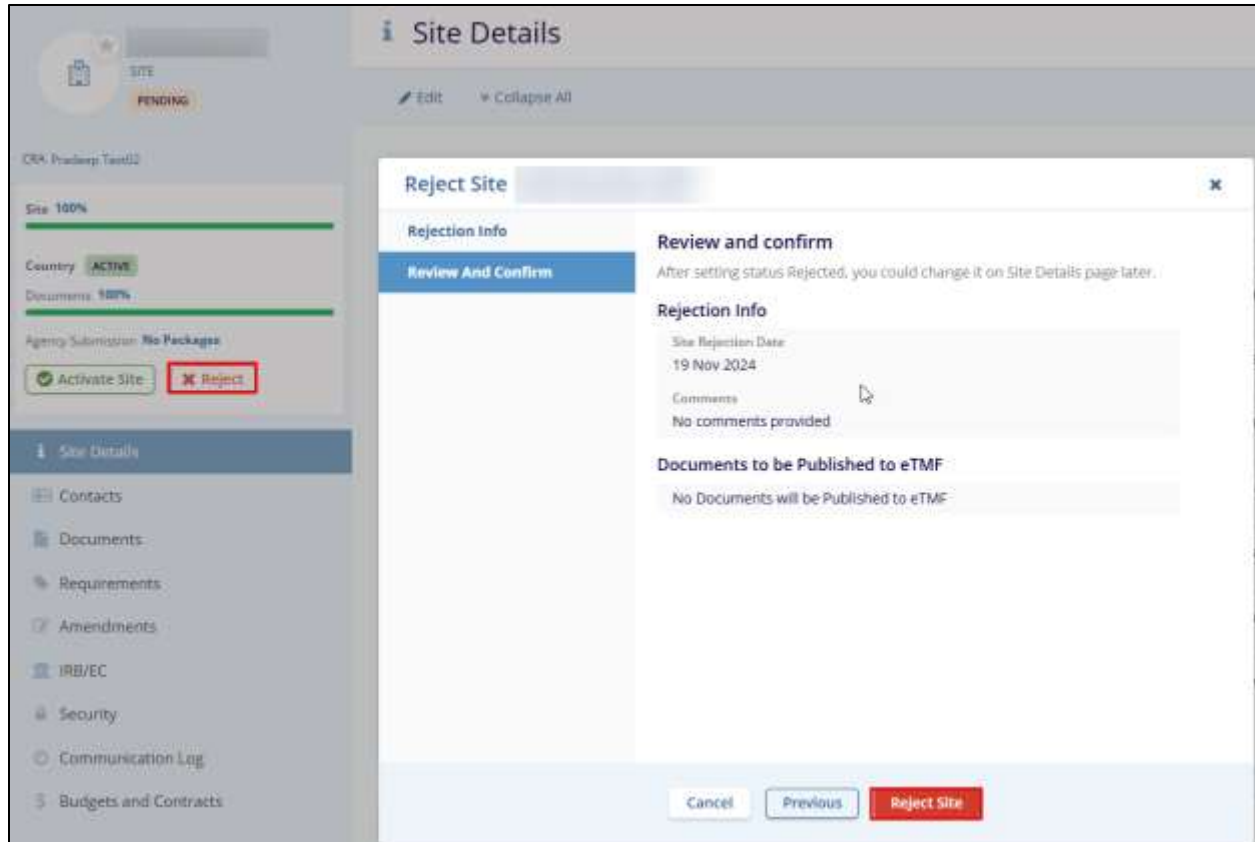 Site Details
SITE
PENDING
Edit
Collapse All
CRA: Pradeep Test02
Site 100%
Country ACTIVE
Documents 100%
Agency Submission No Packages
Activate Site
Reject
Site Details
Contacts
Documents
Requirements
Amendments
IRB/EC
Security
Communication Log
Budgets and Contracts
Reject Site
Rejection Info
Review And Confirm
Review and confirm
After setting status Rejected, you could change it on Site Details page later.
Rejection Info
Site Rejection Date
19 Nov 2024
Comments
No comments provided
Documents to be Published to eTMF
No Documents will be Published to eTMF
Cancel
Previous
Reject Site